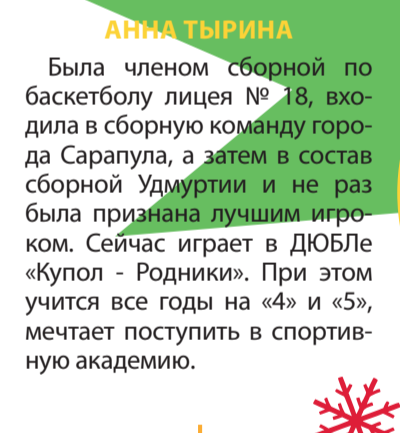 АННА ТЫРИНА
Была членом сборной по
баскетболу лицея № 18, вхо-
дила в сборную команду горо-
да Сарапула, а затем в состав
сборной Удмуртии и не раз
была признана лучшим игро-
ком. Сейчас играет в ДЮБЛе
«Купол - Родники». При этом
учится все годы на «4» и «5»,
мечтает поступить в спортив-
ную академию.